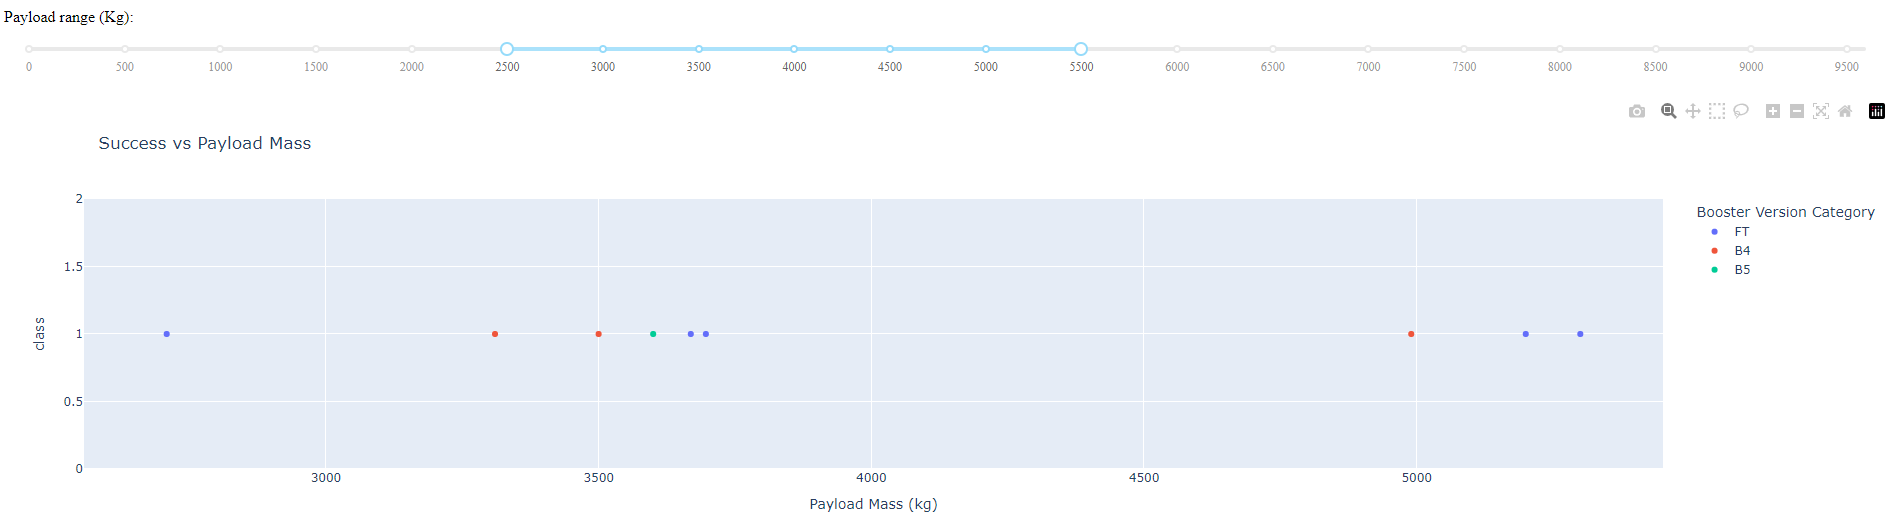 Payload range (Kg):
0 500 1000 1500 2000 2500 3000 3500 4000 4500 5000 5500 6000 6500 7000 7500 8000 8500 9000 9500
Success vs Payload Mass
2
1.5
1
0.5
0
class
3000 3500 4000 4500 5000
Payload Mass (kg)
Booster Version Category
FT
B4
B5